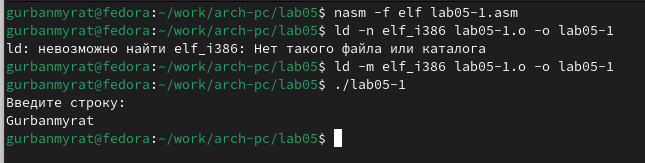 gurbanmyrat@fedora:~/work/arch-pc/lab05$ nasm -f elf lab05-1.asm
gurbanmyrat@fedora:~/work/arch-pc/lab05$ ld -n elf_i386 lab05-1.o -o lab05-1
ld: невозможно найти elf_i386: Нет такого файла или каталога
gurbanmyrat@fedora:~/work/arch-pc/lab05$ ld -m elf_i386 lab05-1.o -o lab05-1
gurbanmyrat@fedora:~/work/arch-pc/lab05$ ./lab05-1
Введите строку:
Gurbanmyrat
gurbanmyrat@fedora:~/work/arch-pc/lab05$